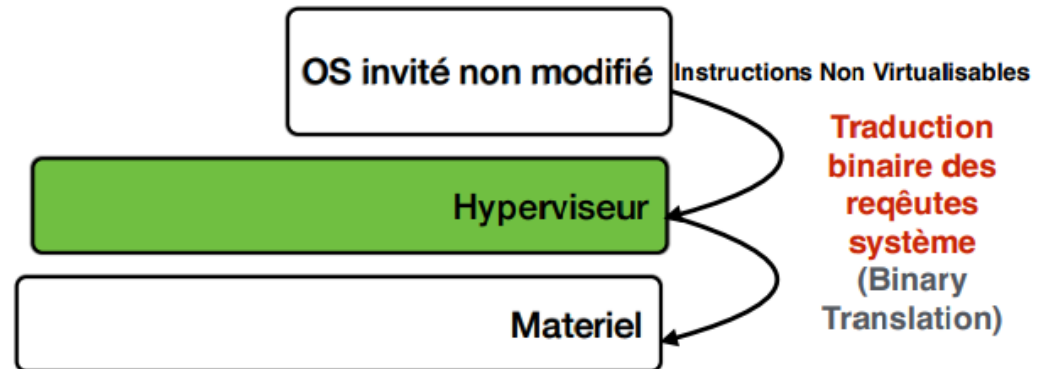 OS invité non modifié
Instructions Non Virtualisables
Traduction
binaire des
reqêutes
système
(Binary
Translation)
Hyperviseur
Materiel